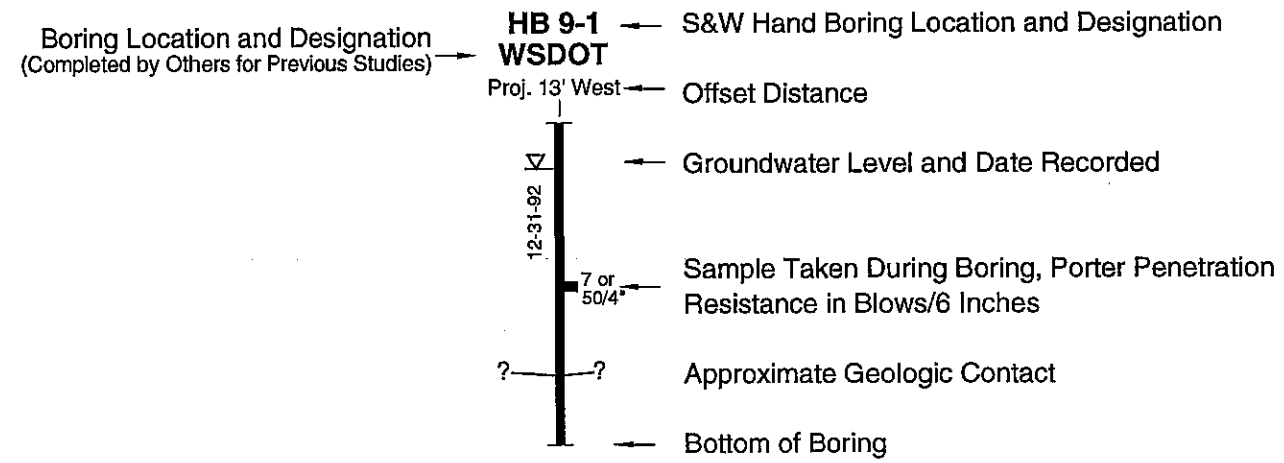 HB 9-1
S&W Hand Boring Location and Designation
Boring Location and Designation
(Completed by Others for Previous Studies)
WSDOT
Proj. 13' West
Offset Distance
Groundwater Level and Date Recorded
12-31-92
7 or
50/4"
Sample Taken During Boring, Porter Penetration
Resistance in Blows/6 Inches
? ?
Approximate Geologic Contact
Bottom of Boring